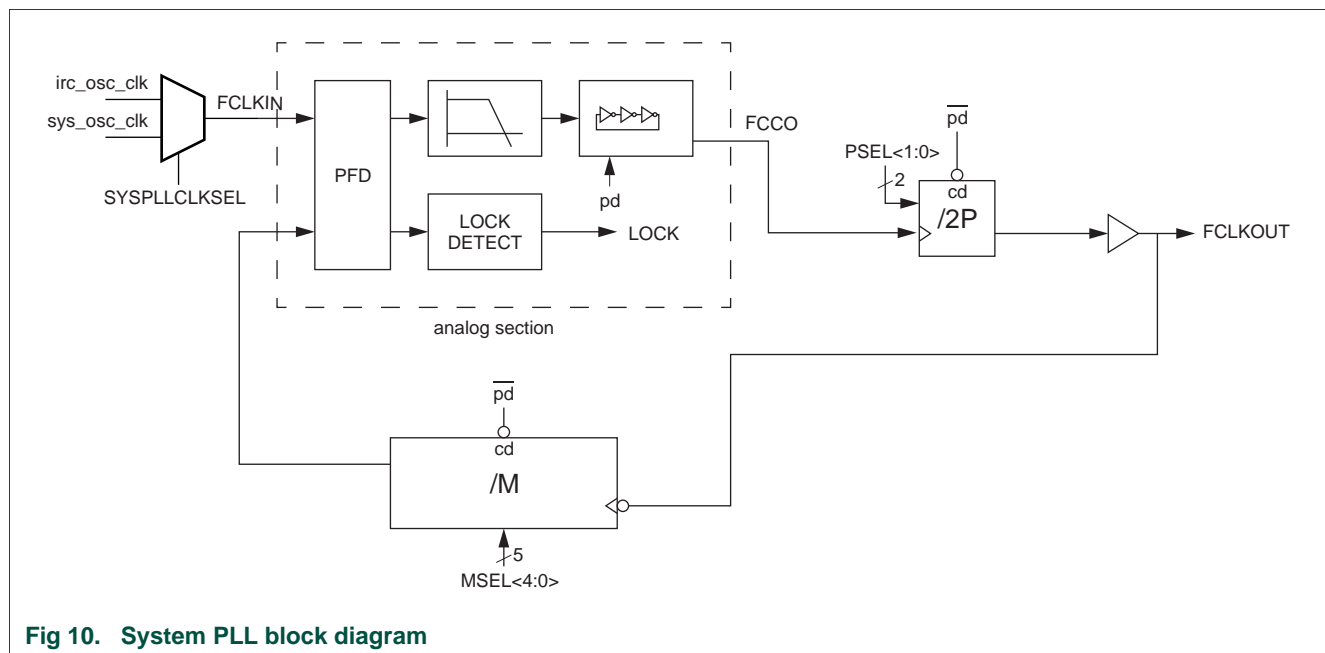 irc_osc_clk
sys_osc_clk
SYSPLLCLKSEL
FCLKIN
PFD
LOCK
DETECT
LOCK
pd
analog section
FCCO
PSEL<1:0>
2
pd
cd
/2P
FCLKOUT
pd
cd
/M
5
MSEL<4:0>
Fig 10. System PLL block diagram